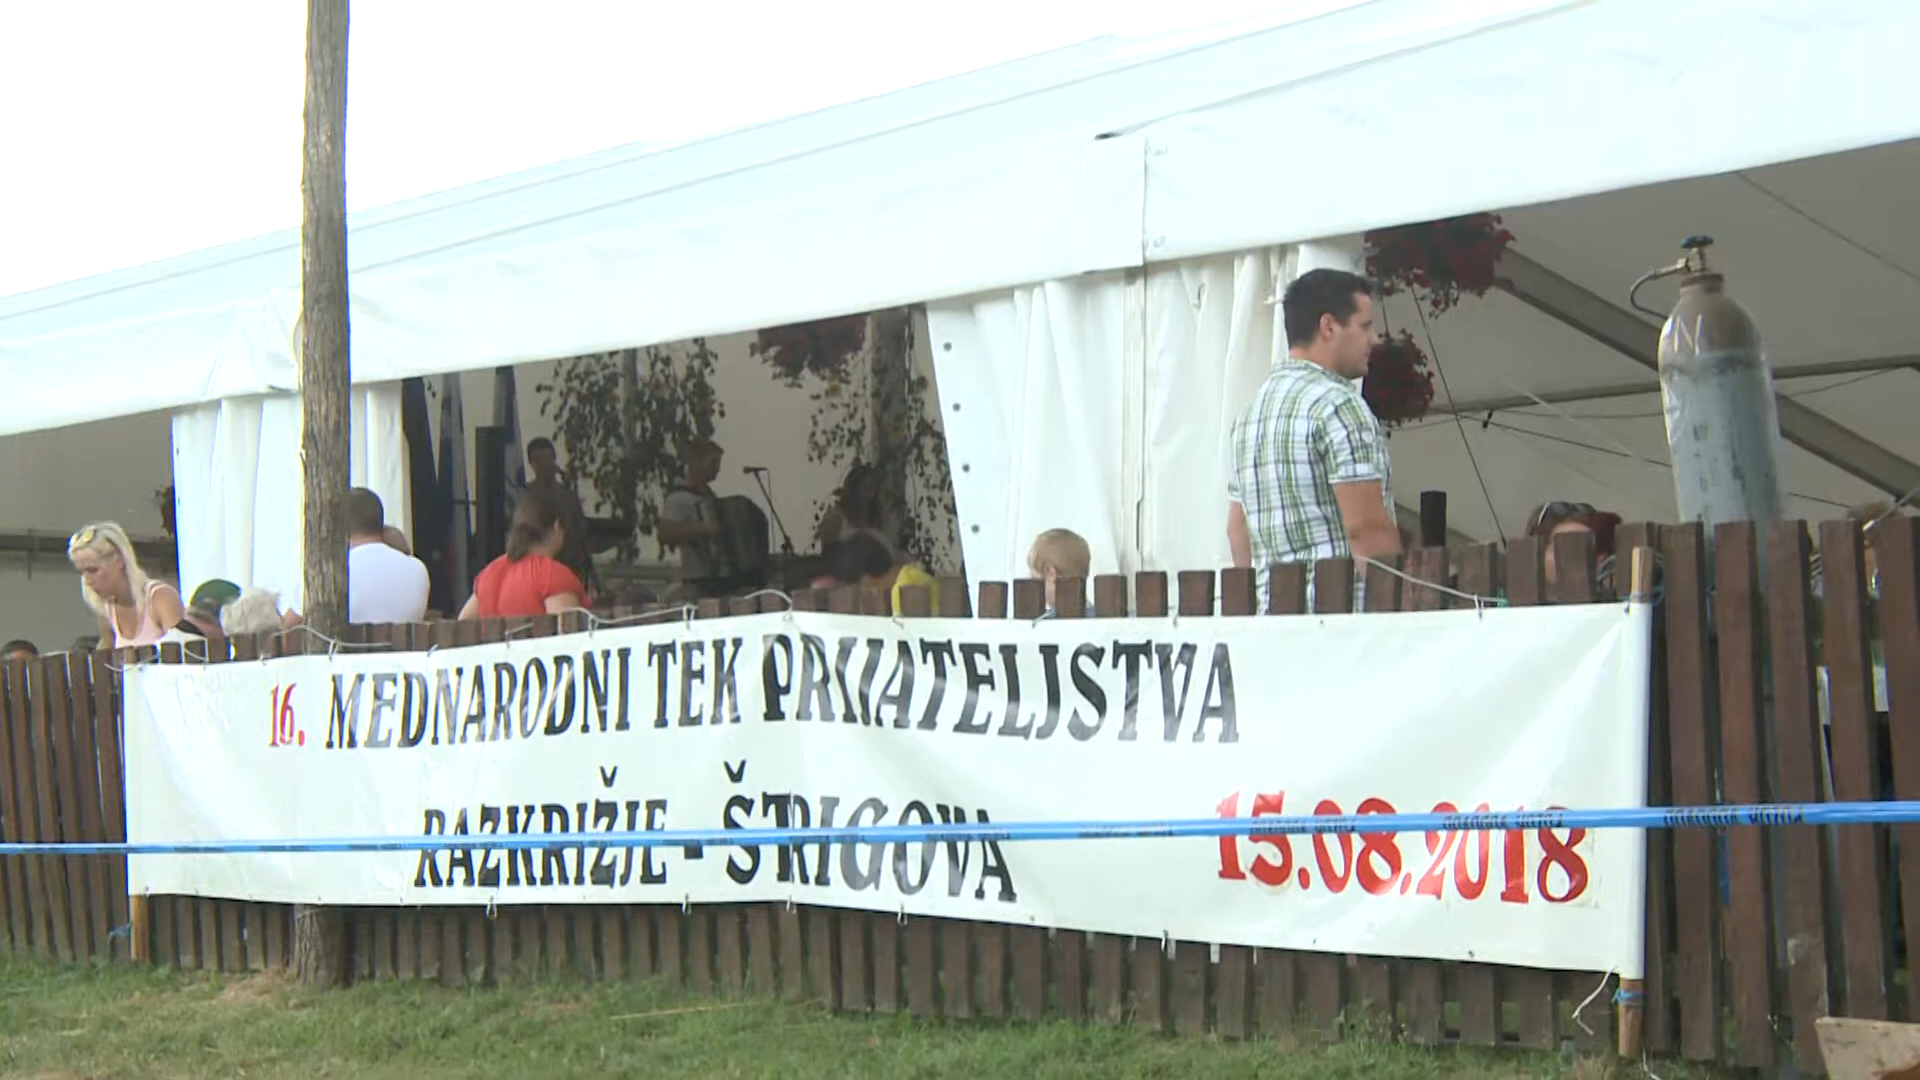 16. MEDNARODNI TEK PRIJATELJSTVA
RAZKRIŽJE - ŠTRIGOVA 15.08.2018